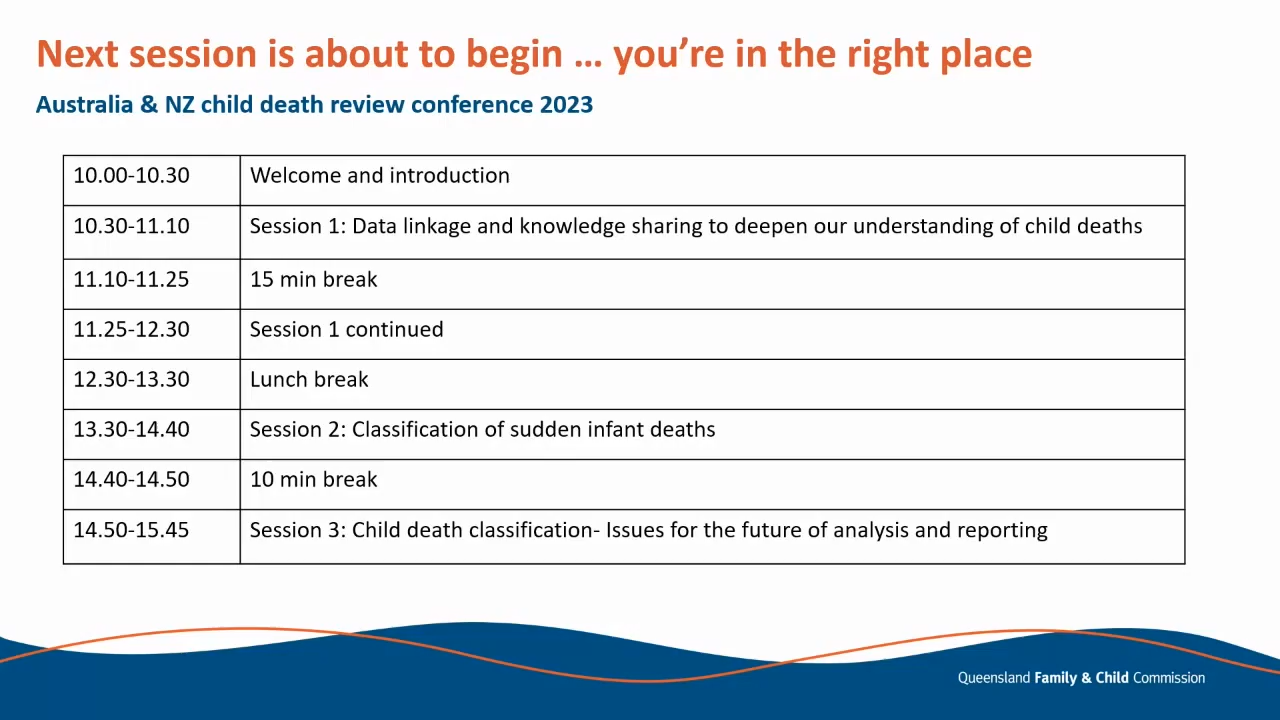 Next session is about to begin … you’re in the right place
Australia & NZ child death review conference 2023
10.00-10.30 Welcome and introduction
10.30-11.10 Session 1: Data linkage and knowledge sharing to deepen our understanding of child deaths
11.10-11.25 15 min break
11.25-12.30 Session 1 continued
12.30-13.30 Lunch break
13.30-14.40 Session 2: Classification of sudden infant deaths
14.40-14.50 10 min break
14.50-15.45 Session 3: Child death classification- Issues for the future of analysis and reporting
Queensland Family & Child Commission